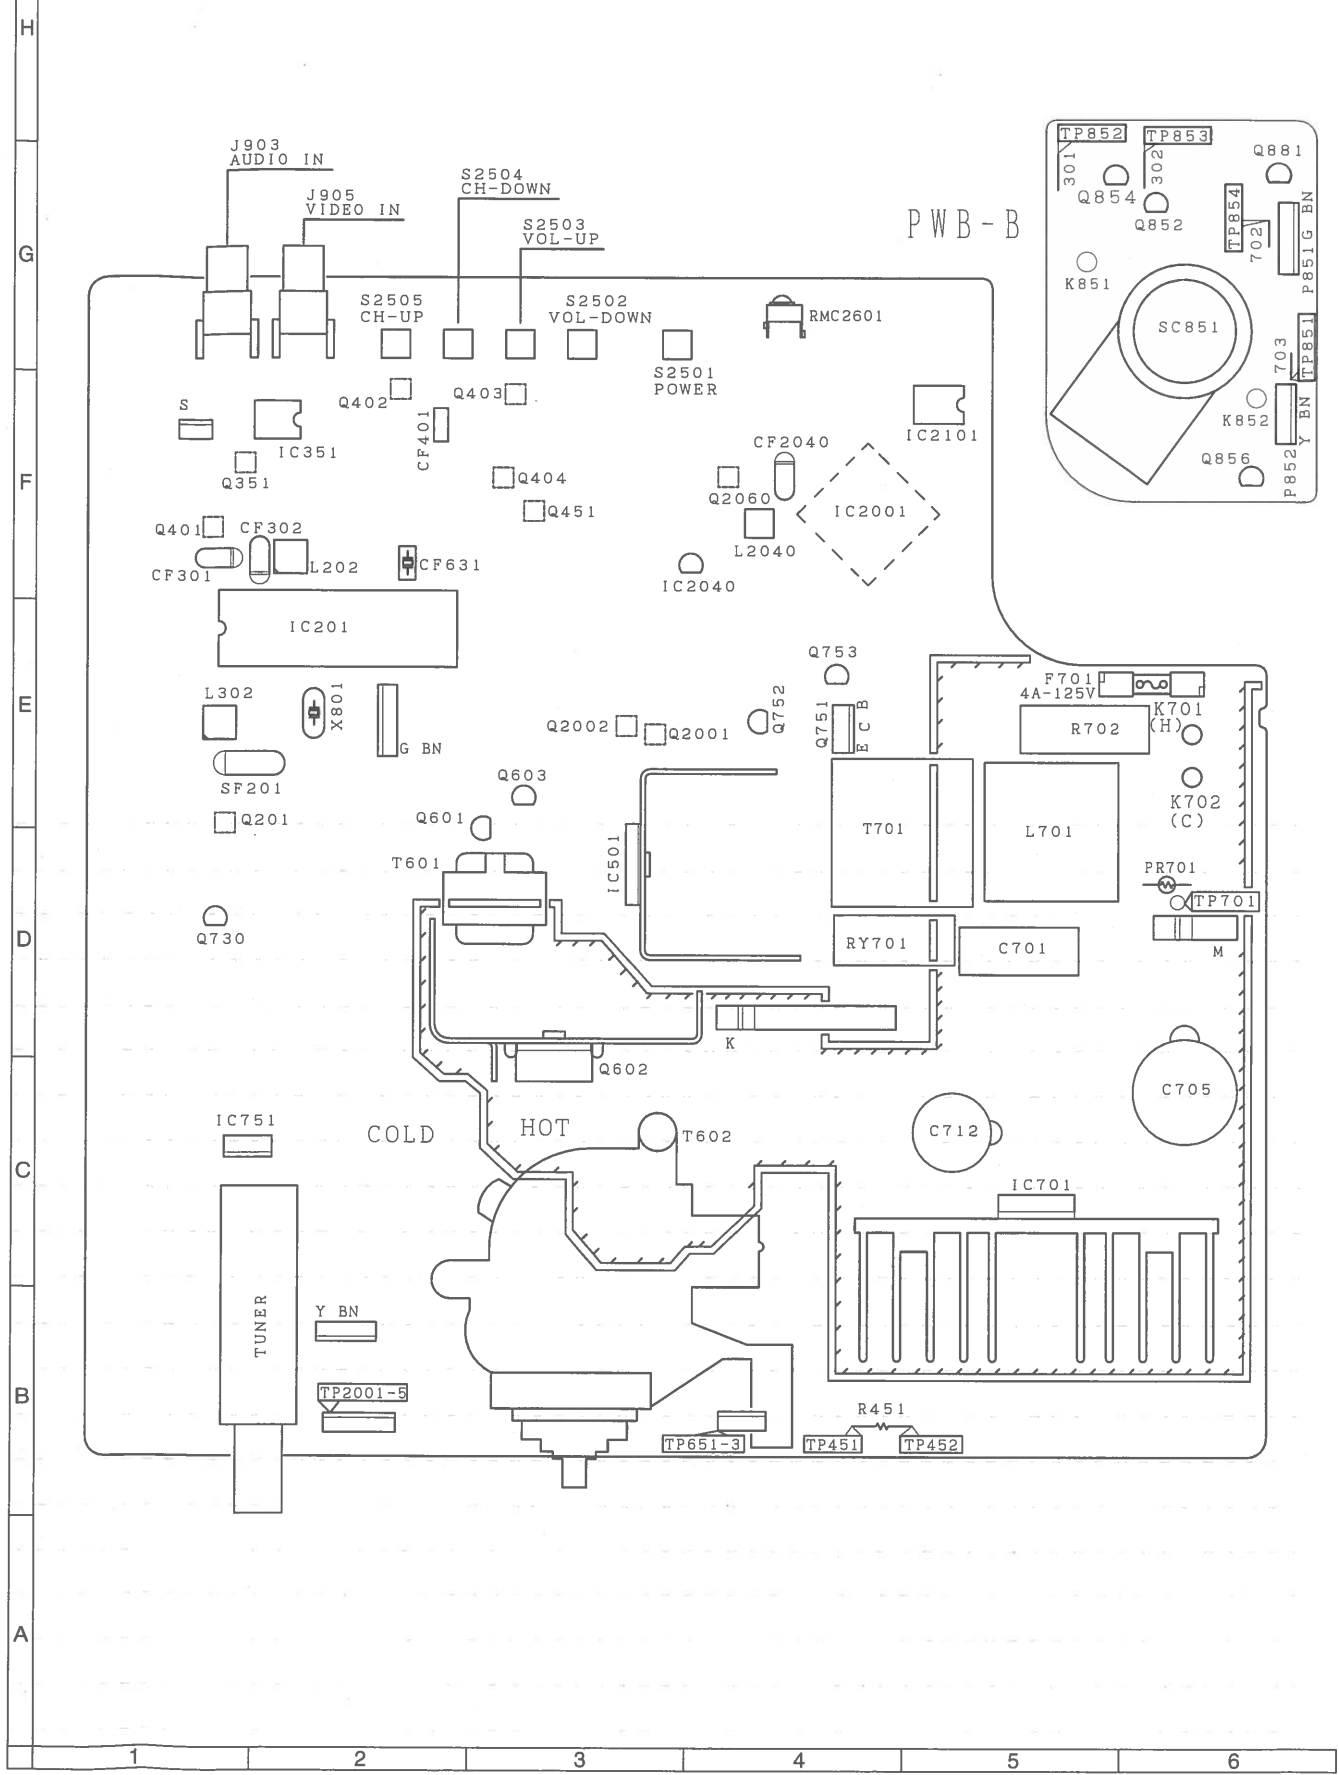 H
J903
AUDIO IN
J905
VIDEO IN
S2504
CH-DOWN
S2503
VOL-UP
S2505
CH-UP
S2502
VOL-DOWN
S2501
POWER
RMC2601
PWB-B
TP852
TP853
301
302
Q881
Q854
Q852
TP854
702
P851
G BN
K851
SC851
703
TP851
K852
Y BN
P852
Q856
G
Q402
Q403
CF401
S
IC351
Q351
Q404
Q451
IC2101
CF2040
Q2060
L2040
IC2001
IC2040
F
Q401
CF302
CF301
L202
CF631
IC201
Q753
F701
4A-125V
K701
(H)
R702
K702
(C)
E
L302
X801
G BN
SF201
Q201
Q2002
Q2001
Q752
Q751
E C B
Q603
Q601
T601
IC501
T701
L701
PR701
TP701
M
D
Q730
RY701
C701
K
Q602
C705
C712
IC751
COLD
HOT
T602
C
IC701
TUNER
Y BN
B
TP2001-5
TP651-3
R451
TP451
TP452
A
1
2
3
4
5
6